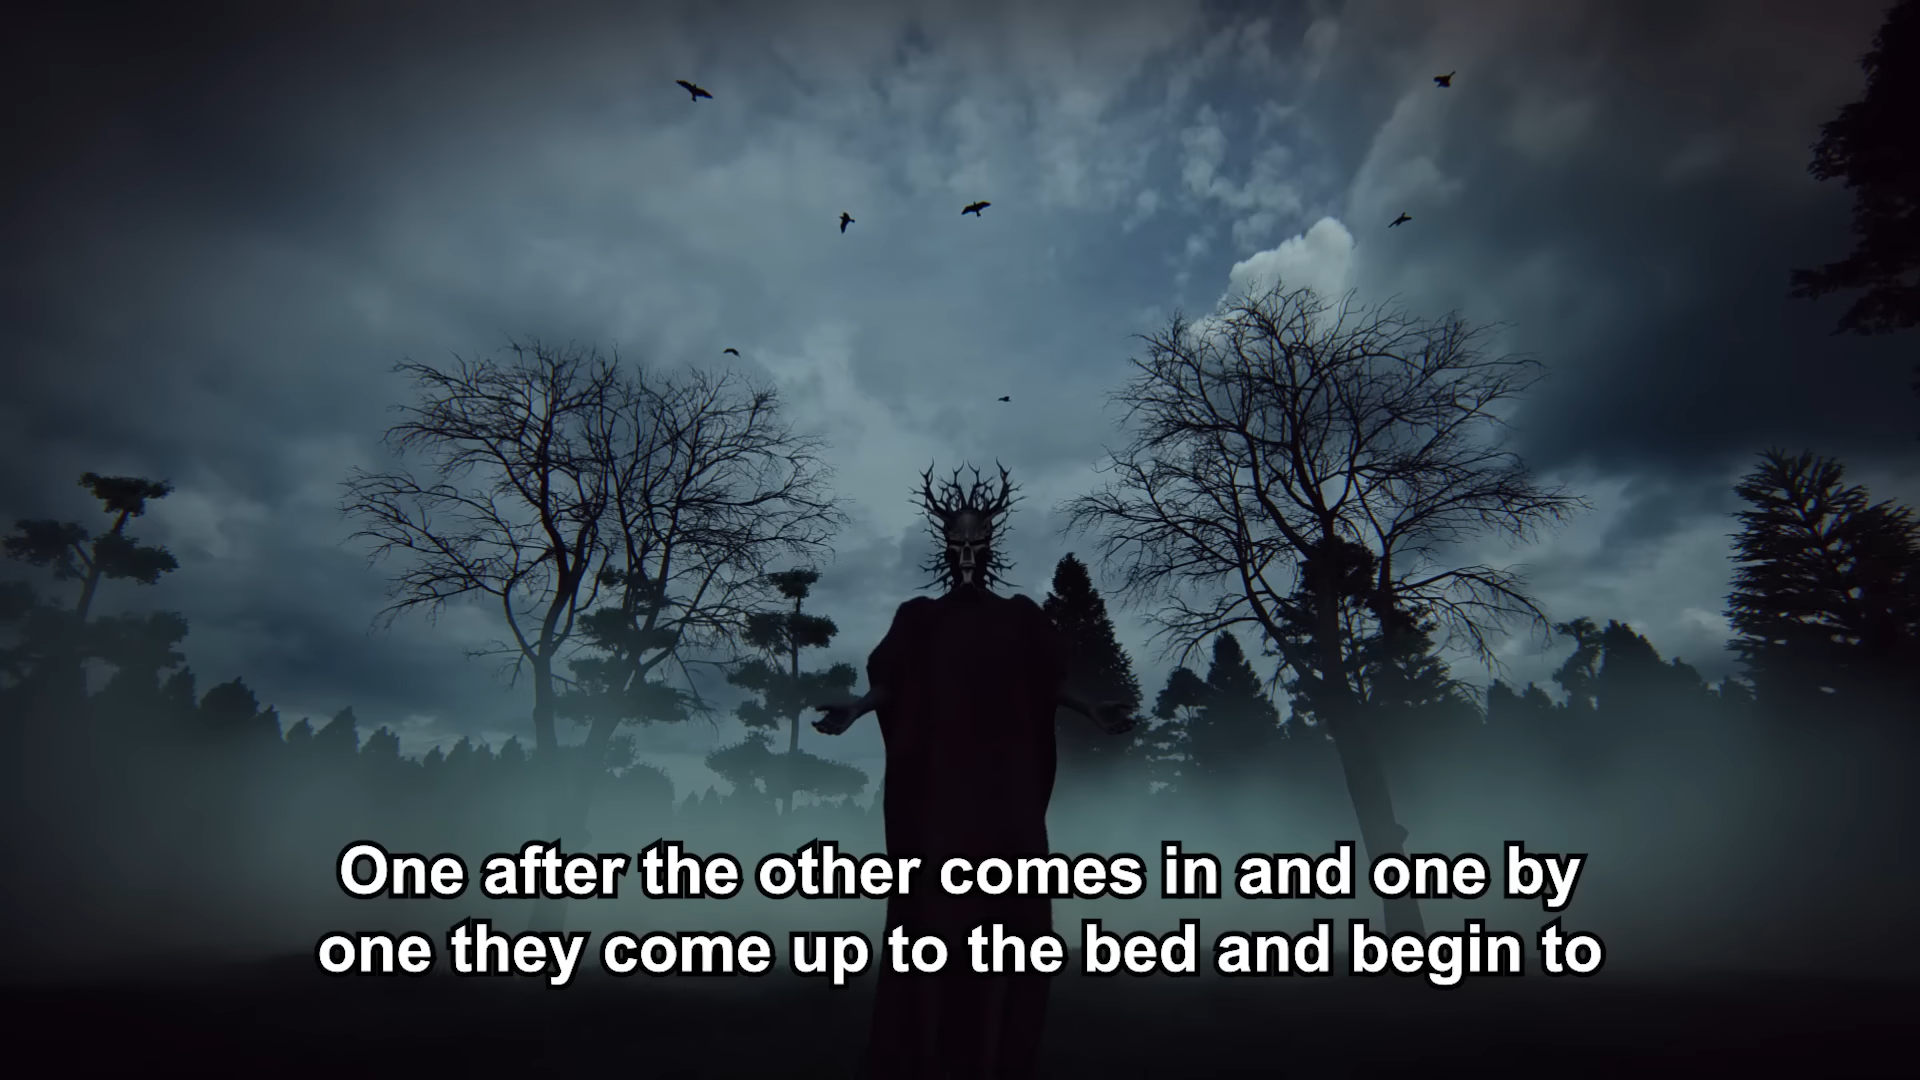 One after the other comes in and one by
one they come up to the bed and begin to